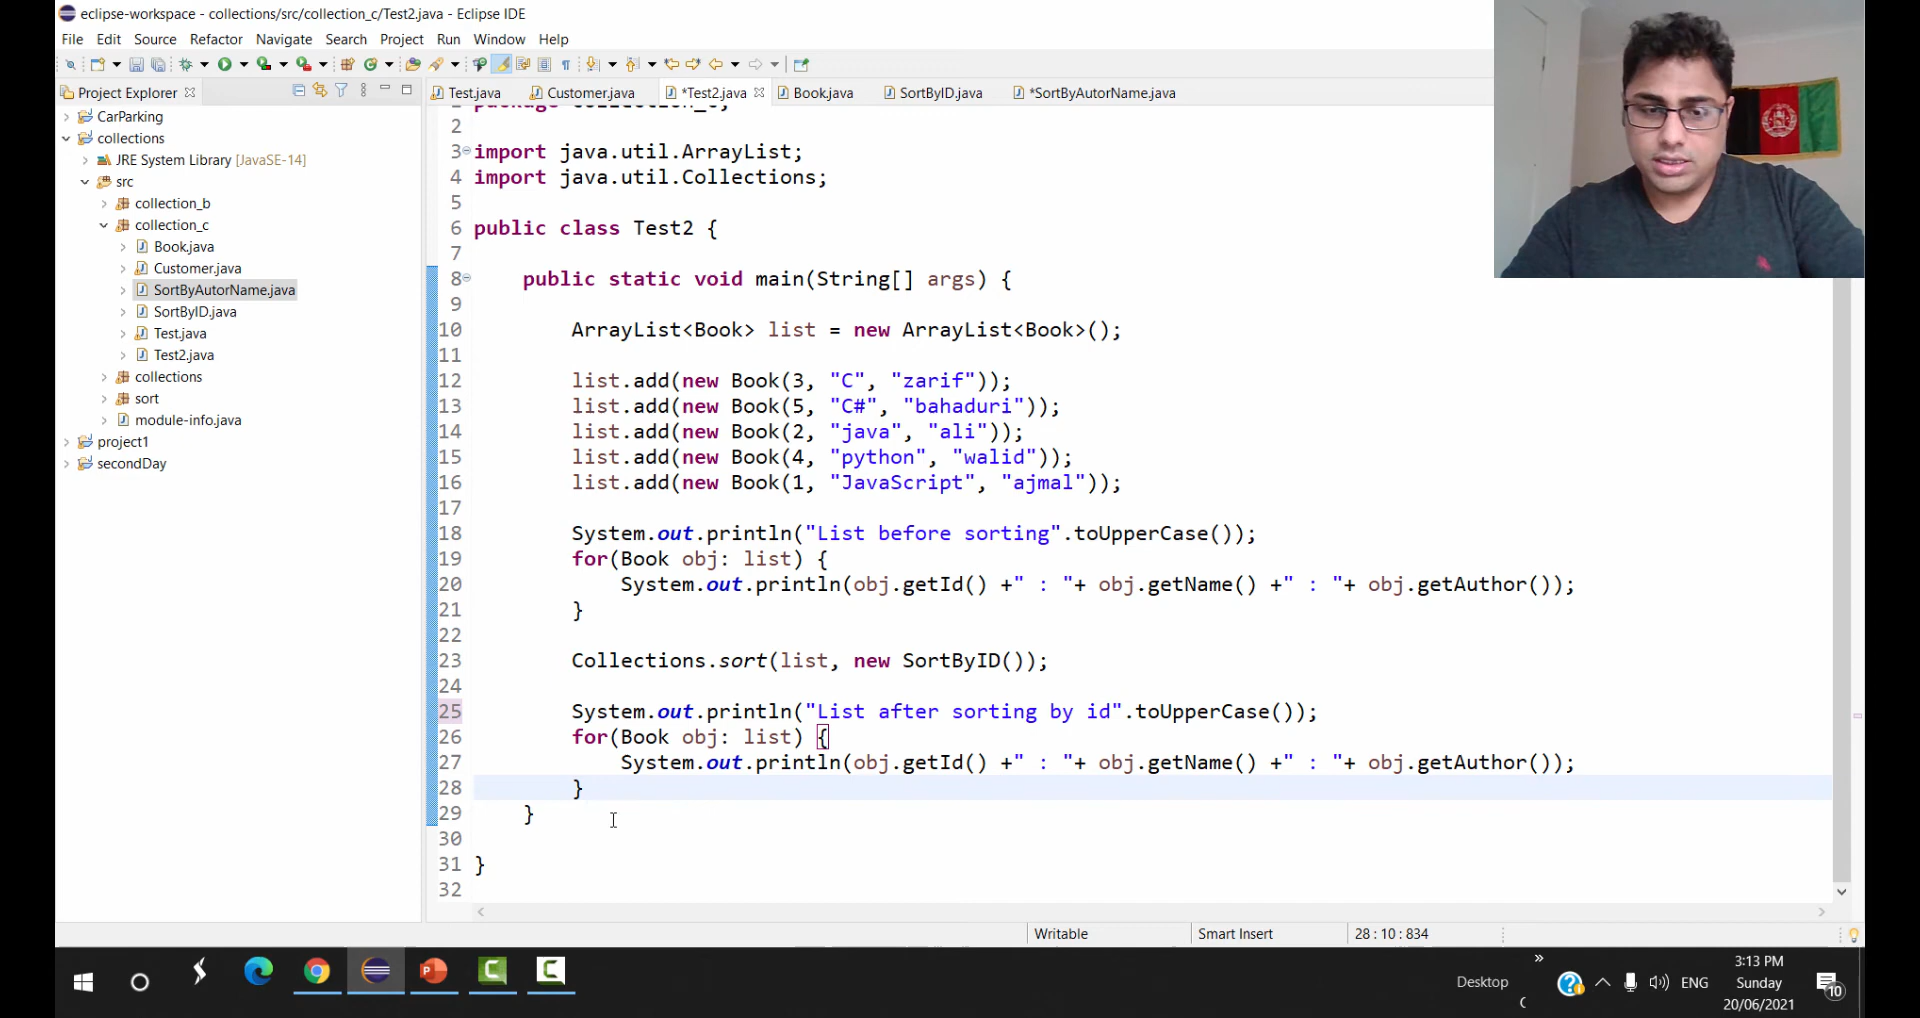 eclipse-workspace - collections/src/collection_c/Test2.java - Eclipse IDE
File Edit Source Refactor Navigate Search Project Run Window Help
Project Explorer
Test.java Customer.java *Test2.java Book.java SortByID.java *SortByAutorName.java
CarParking
collections
JRE System Library [JavaSE-14]
src
collection_b
collection_c
Book.java
Customer.java
SortByAutorName.java
SortByID.java
Test.java
Test2.java
collections
sort
module-info.java
project1
secondDay
package collection_c;
2
3 import java.util.ArrayList;
4 import java.util.Collections;
5
6 public class Test2 {
7
8 public static void main(String[] args) {
9
10 ArrayList<Book> list = new ArrayList<Book>();
11
12 list.add(new Book(3, "C", "zarif"));
13 list.add(new Book(5, "C#", "bahaduri"));
14 list.add(new Book(2, "java", "ali"));
15 list.add(new Book(4, "python", "walid"));
16 list.add(new Book(1, "JavaScript", "ajmal"));
17
18 System.out.println("List before sorting".toUpperCase());
19 for(Book obj: list) {
20 System.out.println(obj.getId() +" : "+ obj.getName() +" : "+ obj.getAuthor());
21 }
22
23 Collections.sort(list, new SortByID());
24
25 System.out.println("List after sorting by id".toUpperCase());
26 for(Book obj: list) {
27 System.out.println(obj.getId() +" : "+ obj.getName() +" : "+ obj.getAuthor());
28 }
29 }
30
31 }
32
Writable Smart Insert 28 : 10 : 834
Desktop
ENG
3:13 PM
Sunday
20/06/2021
10